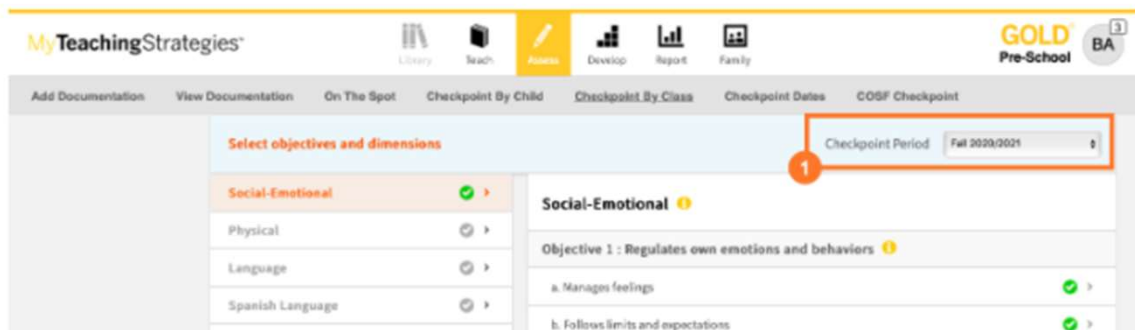 MyTeachingStrategies
Library Teach Assess Develop Report Family
GOLD
Pre-School
BA
3
Add Documentation View Documentation On The Spot Checkpoint By Child Checkpoint By Class Checkpoint Dates COSF Checkpoint
Select objectives and dimensions
Checkpoint Period Fall 2020/2021
1
Social-Emotional
Physical
Language
Spanish Language
Social-Emotional
Objective 1 : Regulates own emotions and behaviors
a. Manages feelings
b. Follows limits and expectations